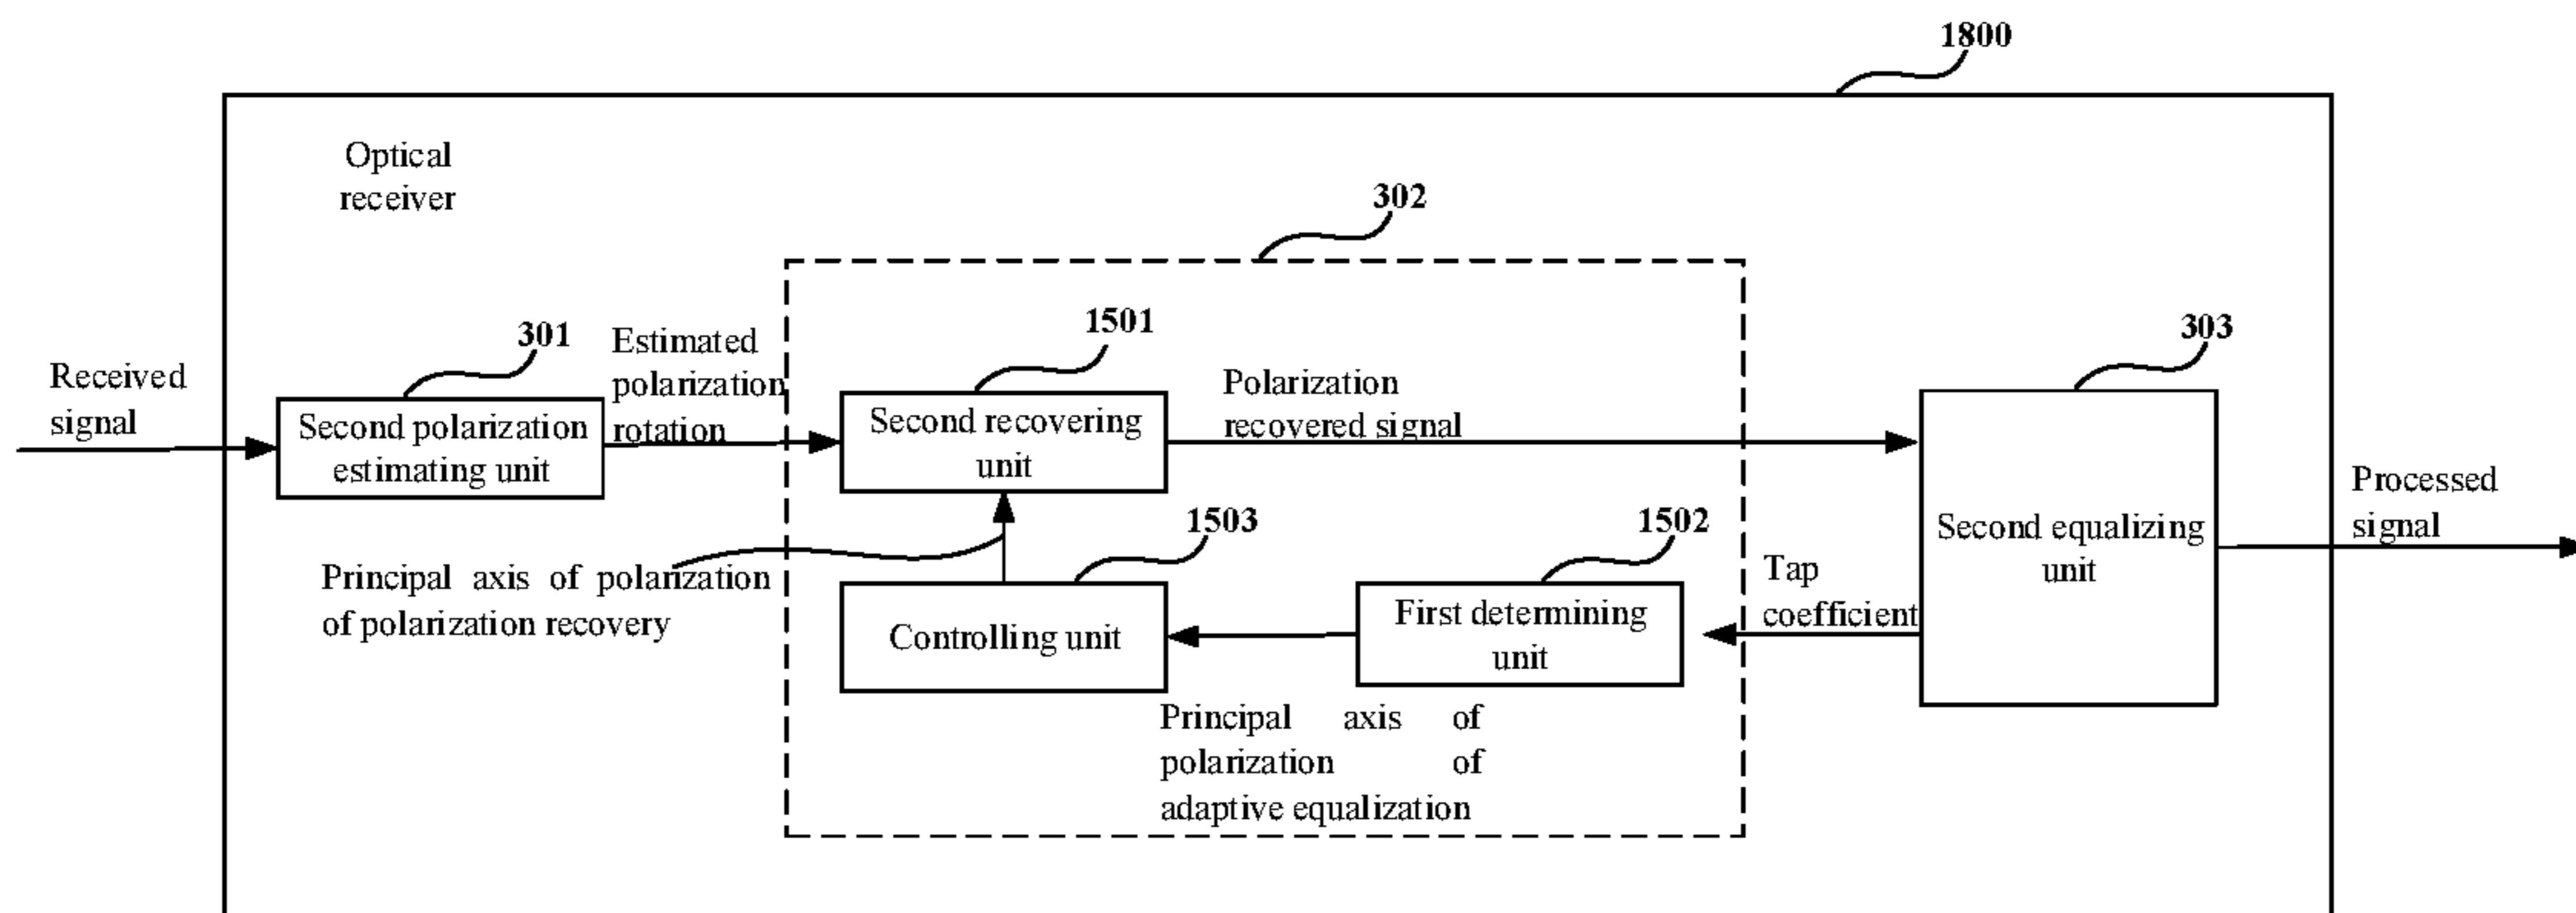 1800
Optical
receiver
302
301
Estimated
polarization
rotation
1501
303
Received
signal
Second polarization
estimating unit
Second recovering
unit
Polarization
recovered signal
Processed
signal
1503
1502
Second equalizing
unit
Principal axis of polarization
of polarization recovery
Controlling unit
First determining
unit
Tap
coefficient
Principal axis of
polarization of
adaptive equalization